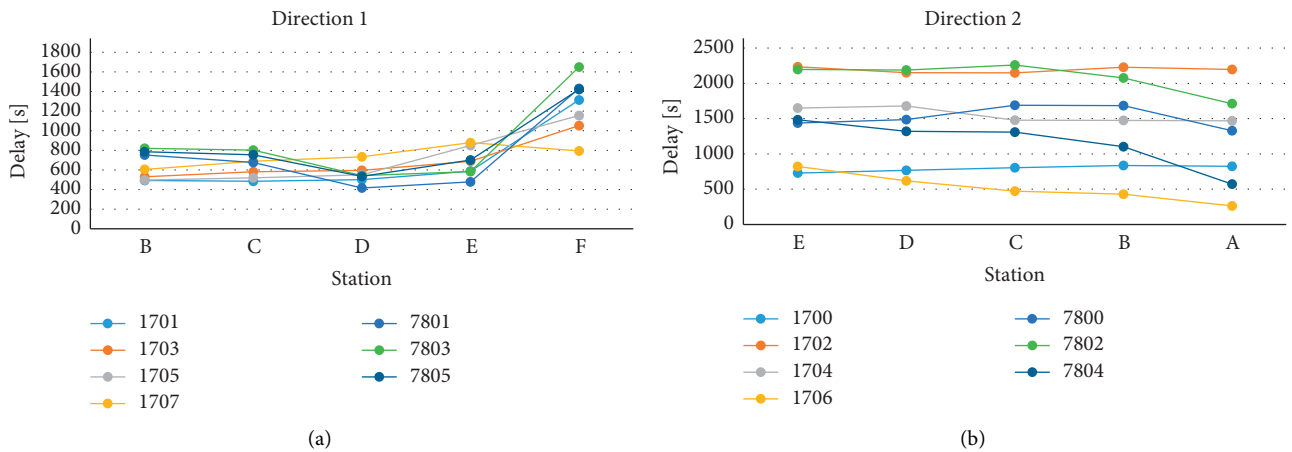 Direction 1
Delay [s]
1800
1600
1400
1200
1000
800
600
400
200
0
B C D E F
Station
1701 7801
1703 7803
1705 7805
1707
(a)
Direction 2
Delay [s]
2500
2000
1500
1000
500
0
E D C B A
Station
1700 7800
1702 7802
1704 7804
1706
(b)